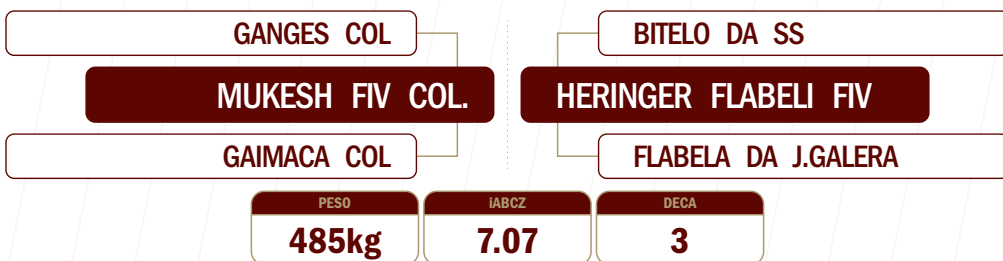 GANGES COL
BITELO DA SS
MUKESH FIV COL.
HERINGER FLABELI FIV
GAIMACA COL
FLABELA DA J.GALERA
PESO
iABCZ
DECA
485kg
7.07
3